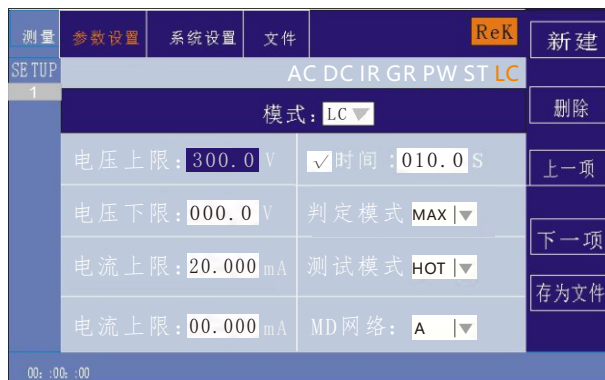 测量 参数设置 系统设置 文件 ReK 新建
SETUP AC DC IR GR PW ST LC
1
模式：LC 删除
电压上限：300.0 V √时间：010.0 S 上一项
电压下限：000.0 V 判定模式 MAX 下一项
电流上限：20.000 mA 测试模式 HOT 存为文件
电流上限：00.000 mA MD网络： A
00: :00: :00